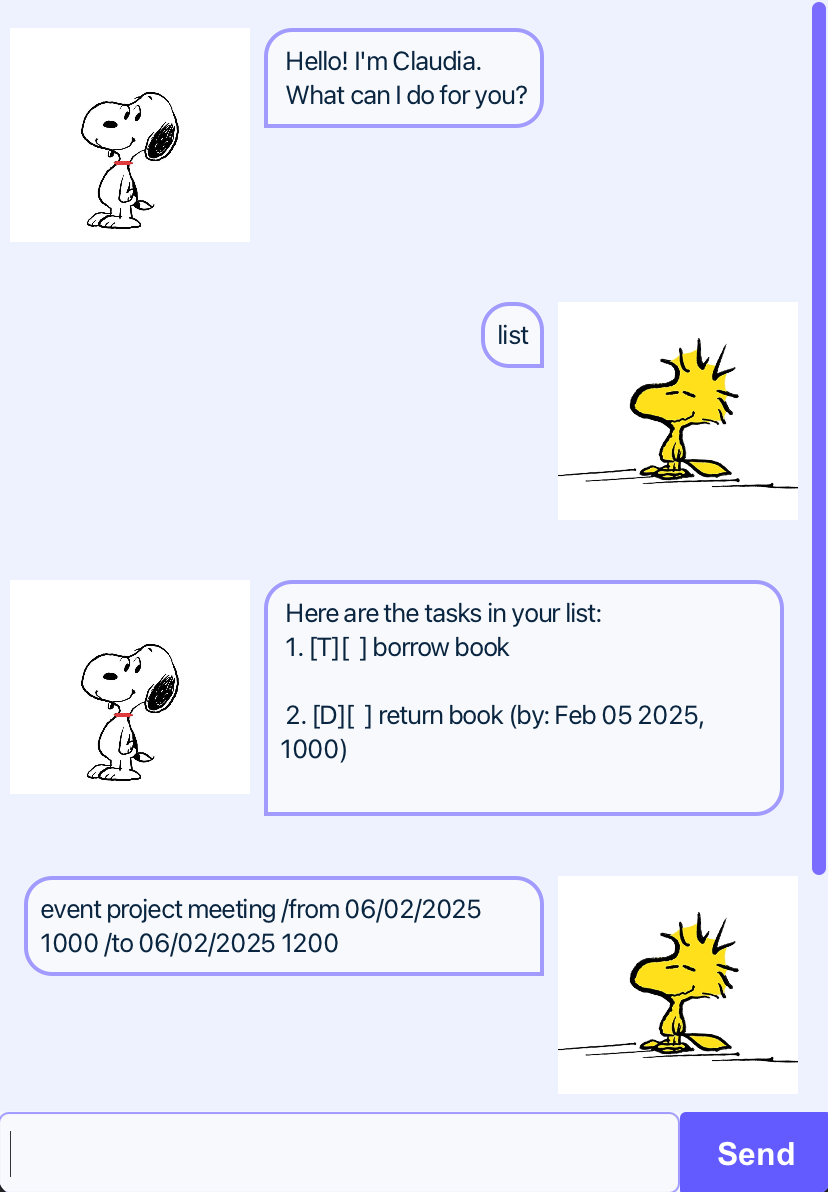 Hello! I'm Claudia.
What can I do for you?
list
Here are the tasks in your list:
1. [T][ ] borrow book
2. [D][ ] return book (by: Feb 05 2025,
1000)
event project meeting /from 06/02/2025
1000 /to 06/02/2025 1200
Send